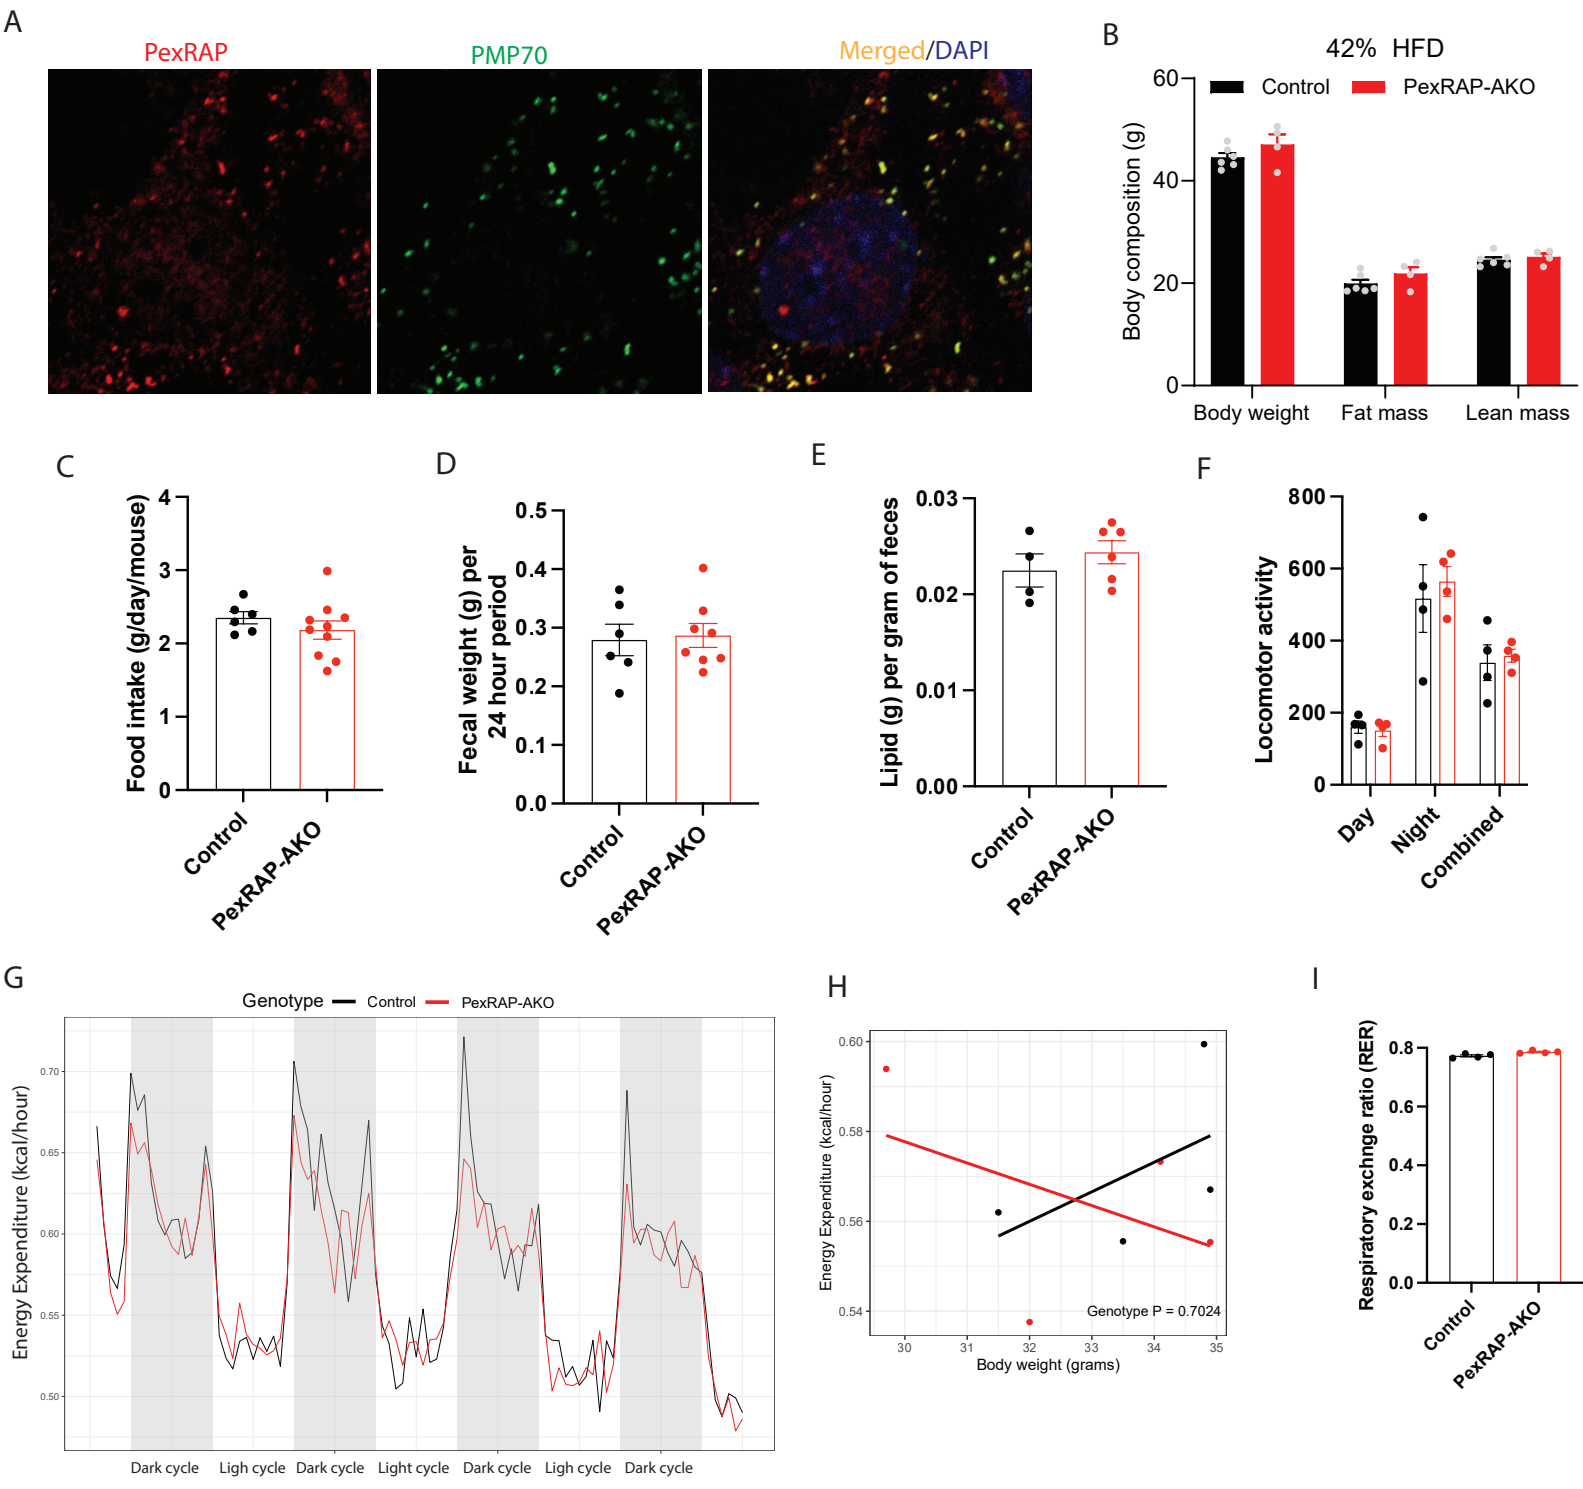 A
PexRAP
PMP70
Merged/DAPI
B
42% HFD
Control
PexRAP-AKO
Body composition (g)
60
40
20
0
Body weight
Fat mass
Lean mass
C
Food intake (g/day/mouse)
4
3
2
1
0
Control
PexRAP-AKO
D
Fecal weight (g) per
24 hour period
0.5
0.4
0.3
0.2
0.1
0.0
Control
PexRAP-AKO
E
Lipid (g) per gram of feces
0.03
0.02
0.01
0.00
Control
PexRAP-AKO
F
Locomotor activity
800
600
400
200
0
Day
Night
Combined
G
Genotype Control PexRAP-AKO
Energy Expenditure (kcal/hour)
0.70
0.65
0.60
0.55
0.50
Dark cycle Ligh cycle Dark cycle Light cycle Dark cycle Ligh cycle Dark cycle
H
Energy Expenditure (kcal/hour)
0.60
0.58
0.56
0.54
Genotype P = 0.7024
30 31 32 33 34 35
Body weight (grams)
I
Respiratory exchnge ratio (RER)
0.8
0.6
0.4
0.2
0.0
Control
PexRAP-AKO